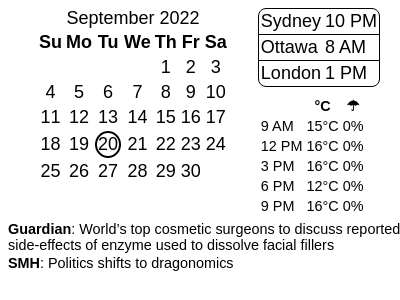 September 2022
Su Mo Tu We Th Fr Sa
1 2 3
4 5 6 7 8 9 10
11 12 13 14 15 16 17
18 19 20 21 22 23 24
25 26 27 28 29 30
Sydney 10 PM
Ottawa 8 AM
London 1 PM
°C ☂
9 AM 15°C 0%
12 PM 16°C 0%
3 PM 16°C 0%
6 PM 12°C 0%
9 PM 16°C 0%
Guardian: World’s top cosmetic surgeons to discuss reported
side-effects of enzyme used to dissolve facial fillers
SMH: Politics shifts to dragonomics